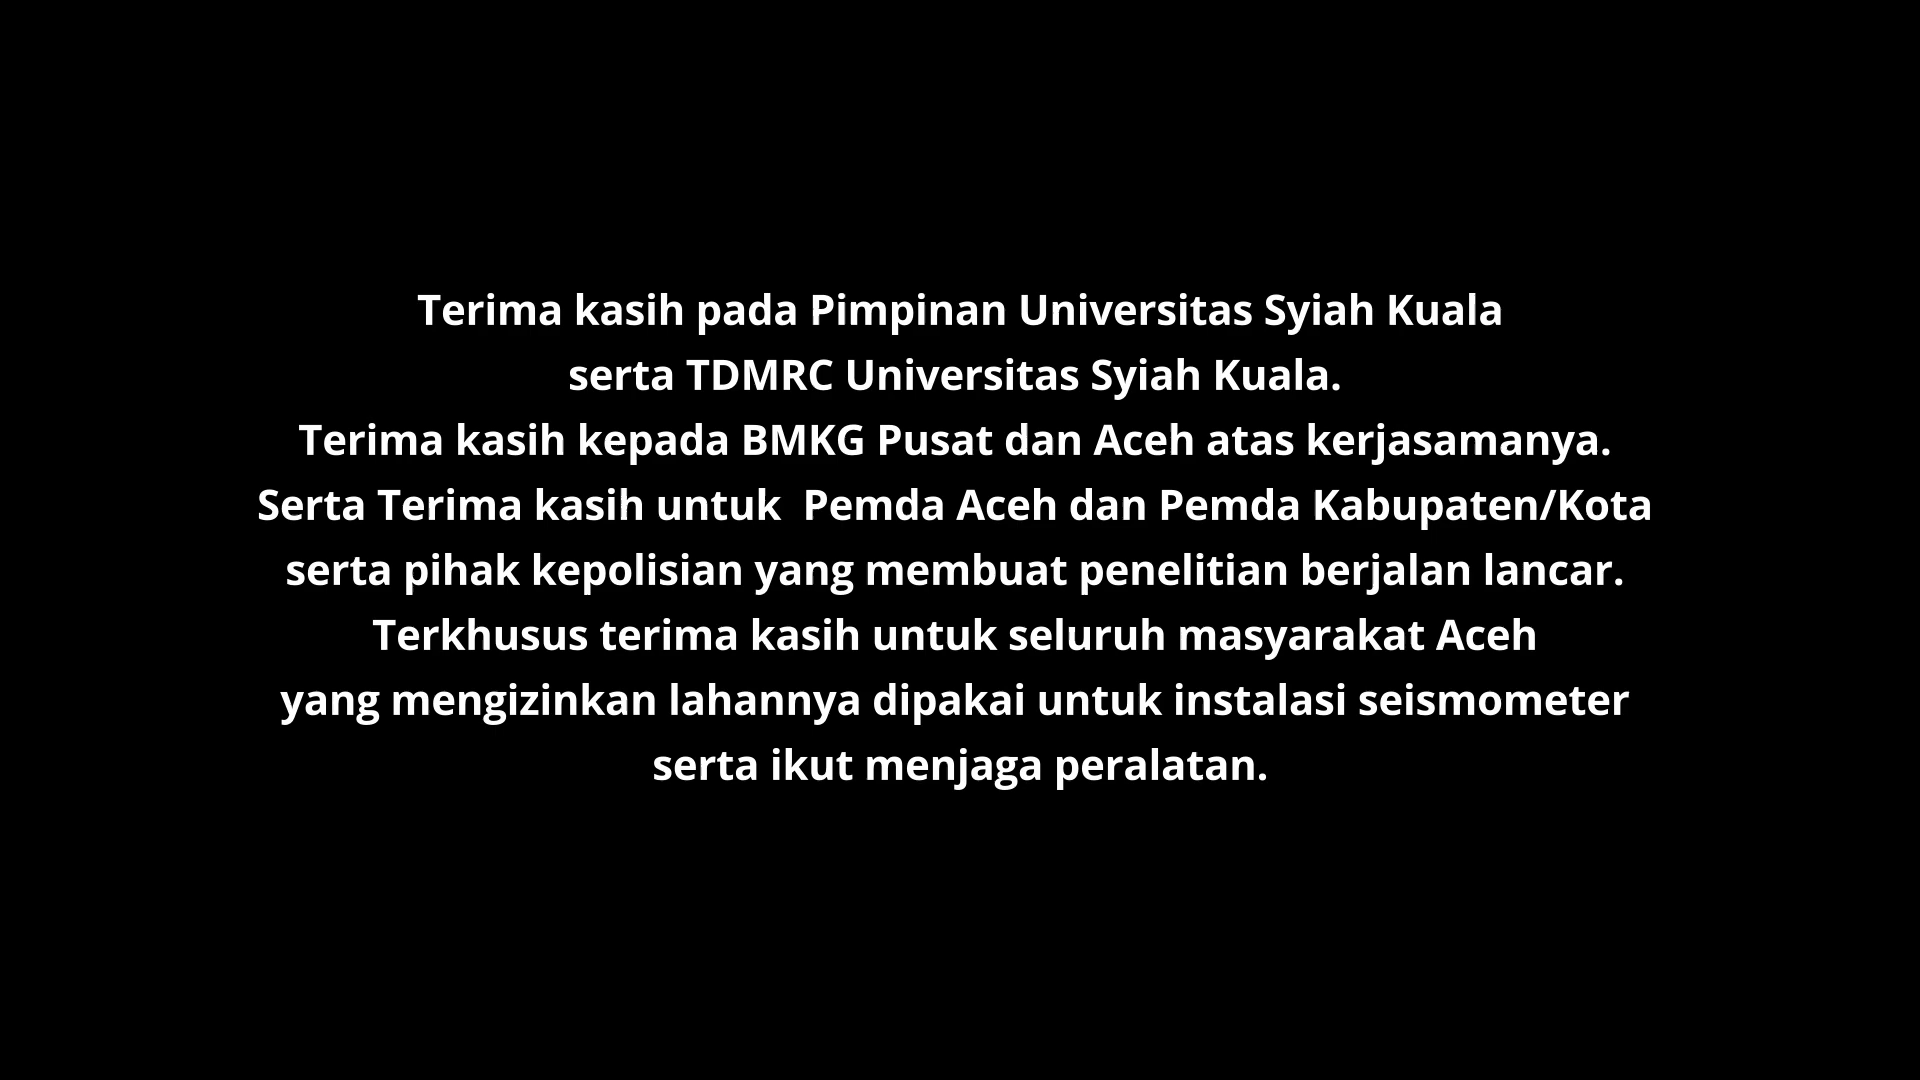 Terima kasih pada Pimpinan Universitas Syiah Kuala
serta TDMRC Universitas Syiah Kuala.
Terima kasih kepada BMKG Pusat dan Aceh atas kerjasamanya.
Serta Terima kasih untuk  Pemda Aceh dan Pemda Kabupaten/Kota
serta pihak kepolisian yang membuat penelitian berjalan lancar.
Terkhusus terima kasih untuk seluruh masyarakat Aceh
yang mengizinkan lahannya dipakai untuk instalasi seismometer
serta ikut menjaga peralatan.